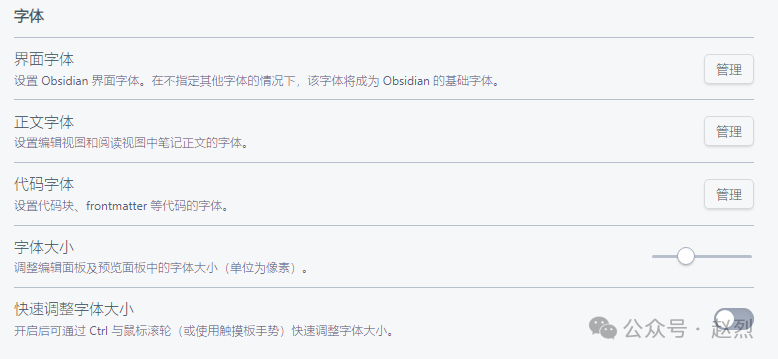 字体
界面字体
设置 Obsidian 界面字体。在不指定其他字体的情况下，该字体将成为 Obsidian 的基础字体。
管理
正文字体
设置编辑视图和阅读视图中笔记正文的字体。
管理
代码字体
设置代码块、frontmatter 等代码的字体。
管理
字体大小
调整编辑面板及预览面板中的字体大小（单位为像素）。
快速调整字体大小
开启后可通过 Ctrl 与鼠标滚轮（或使用触摸板手势）快速调整字体大小。
公众号 · 赵烈